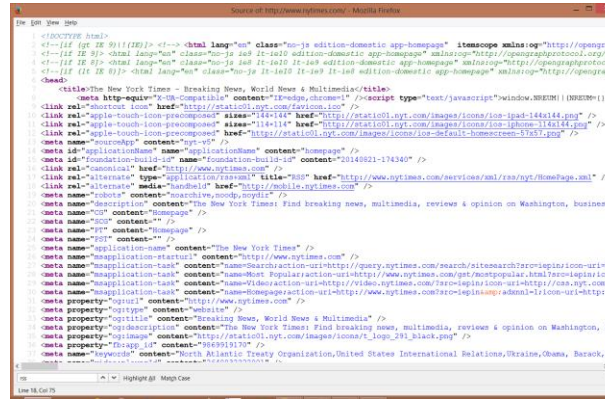 Source of: http://www.nytimes.com/ - Mozilla Firefox
File Edit View Help
<!DOCTYPE html>
<!--[if (gt IE 9)|!(IE)]> <!--> <html lang="en" class="no-js edition-domestic app-homepage" itemscope xmlns:og="http://opengr
<!--[if IE 9]> <html lang="en" class="no-js ie9 lt-ie10 edition-domestic app-homepage" xmlns:og="http://opengraphprotocol.org/
<!--[if IE 8]> <html lang="en" class="no-js ie8 lt-ie10 lt-ie9 edition-domestic app-homepage" xmlns:og="http://opengraphprotoc
<!--[if (lt IE 8)]> <html lang="en" class="no-js lt-ie10 lt-ie9 lt-ie8 edition-domestic app-homepage" xmlns:og="http://opengra
<head>
<title>The New York Times - Breaking News, World News & Multimedia</title>
<meta http-equiv="X-UA-Compatible" content="IE=edge,chrome=1" /><script type="text/javascript">window.NREUM||(NREUM={}
<link rel="shortcut icon" href="http://static01.nyt.com/favicon.ico" />
<link rel="apple-touch-icon-precomposed" sizes="144×144" href="http://static01.nyt.com/images/icons/ios-ipad-144x144.png" />
<link rel="apple-touch-icon-precomposed" sizes="114×114" href="http://static01.nyt.com/images/icons/ios-iphone-114x144.png" />
<link rel="apple-touch-icon-precomposed" href="http://static01.nyt.com/images/icons/ios-default-homescreen-57x57.png" />
<meta name="sourceApp" content="nyt-v5" />
<meta id="applicationName" name="applicationName" content="homepage" />
<meta id="foundation-build-id" name="foundation-build-id" content="20140821-174340" />
<link rel="canonical" href="http://www.nytimes.com" />
<link rel="alternate" type="application/rss+xml" title="RSS" href="http://www.nytimes.com/services/xml/rss/nyt/HomePage.xml" /
<link rel="alternate" media="handheld" href="http://mobile.nytimes.com" />
<meta name="robots" content="noarchive,noodp,noydir" />
<meta name="description" content="The New York Times: Find breaking news, multimedia, reviews & opinion on Washington, busines
<meta name="CG" content="Homepage" />
<meta name="SCG" content="" />
<meta name="PT" content="Homepage" />
<meta name="PST" content="" />
<meta name="application-name" content="The New York Times" />
<meta name="msapplication-starturl" content="http://www.nytimes.com" />
<meta name="msapplication-task" content="name=Search;action-uri=http://query.nytimes.com/search/sitesearch?src=iepin;icon-uri=
<meta name="msapplication-task" content="name=Most Popular;action-uri=http://www.nytimes.com/gst/mostpopular.html?src=iepin;ic
<meta name="msapplication-task" content="name=Video;action-uri=http://video.nytimes.com/?src=iepin;icon-uri=http://css.nyt.com
<meta name="msapplication-task" content="name=Homepage;action-uri=http://www.nytimes.com?src=iepin&amp;adxnnl=1;icon-uri=http:
<meta property="og:url" content="http://www.nytimes.com" />
<meta property="og:type" content="website" />
<meta property="og:title" content="Breaking News, World News & Multimedia" />
<meta property="og:description" content="The New York Times: Find breaking news, multimedia, reviews & opinion on Washington,
<meta property="og:image" content="http://static01.nyt.com/images/icons/t_logo_291_black.png" />
<meta property="fb:app_id" content="9869919170" />
<meta name="keywords" content="North Atlantic Treaty Organization,United States International Relations,Ukraine,Obama, Barack,
rss Highlight All Match Case
Line 18, Col 75